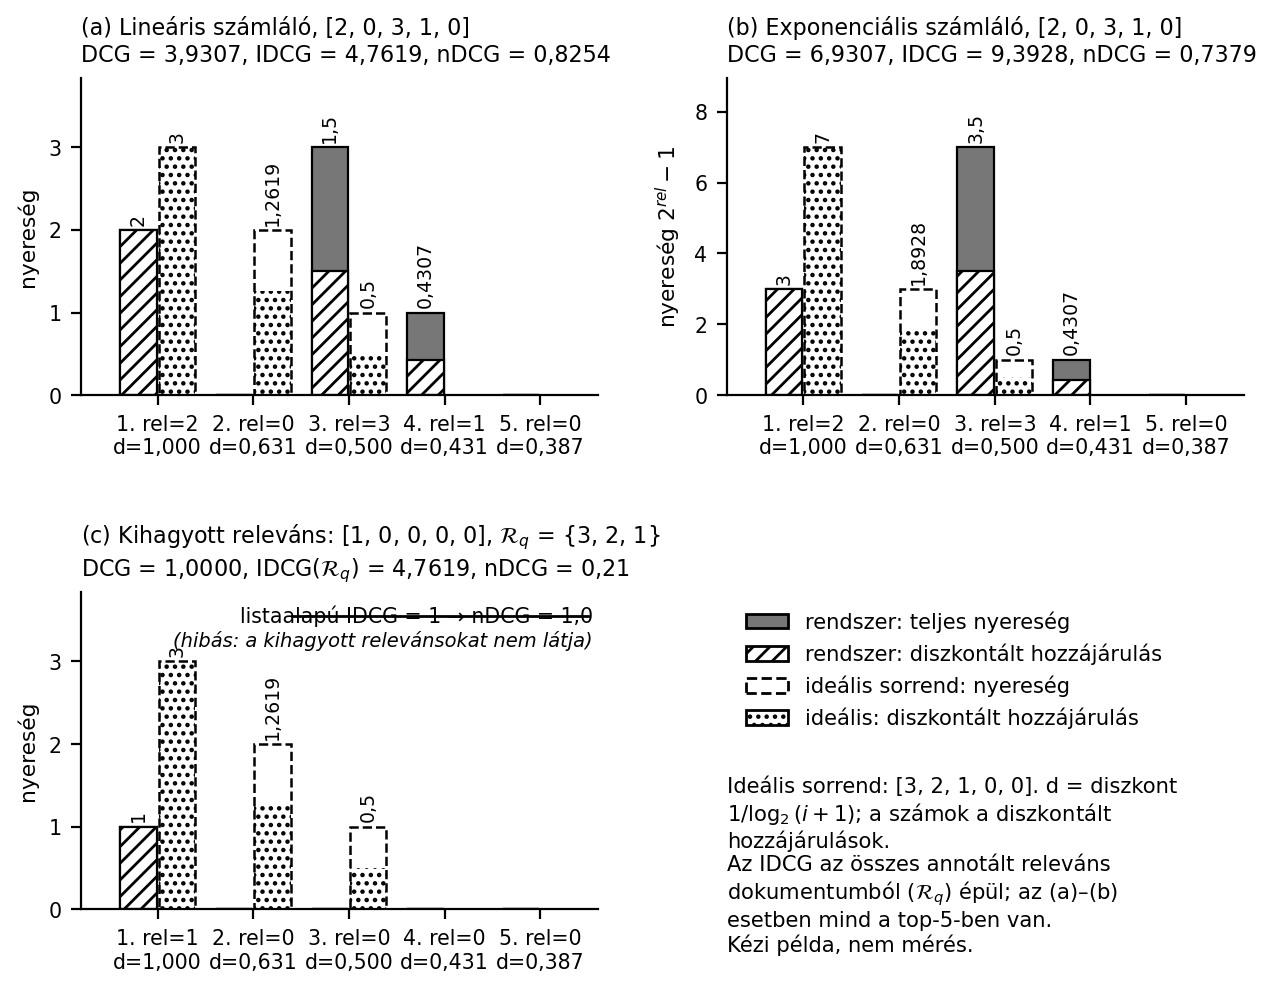 (a) Lineáris számláló, [2, 0, 3, 1, 0]
DCG = 3,9307, IDCG = 4,7619, nDCG = 0,8254
nyereség
3
2
1
0
2
3
1,2619
1,5
0,5
0,4307
1. rel=2 2. rel=0 3. rel=3 4. rel=1 5. rel=0
d=1,000 d=0,631 d=0,500 d=0,431 d=0,387
(b) Exponenciális számláló, [2, 0, 3, 1, 0]
DCG = 6,9307, IDCG = 9,3928, nDCG = 0,7379
nyereség 2^{rel} − 1
8
6
4
2
0
3
7
1,8928
3,5
0,5
0,4307
1. rel=2 2. rel=0 3. rel=3 4. rel=1 5. rel=0
d=1,000 d=0,631 d=0,500 d=0,431 d=0,387
(c) Kihagyott releváns: [1, 0, 0, 0, 0], ℛ_q = {3, 2, 1}
DCG = 1,0000, IDCG(ℛ_q) = 4,7619, nDCG = 0,21
listaalapú IDCG = 1 → nDCG = 1,0
(hibás: a kihagyott relevánsokat nem látja)
nyereség
3
2
1
0
1
3
1,2619
0,5
1. rel=1 2. rel=0 3. rel=0 4. rel=0 5. rel=0
d=1,000 d=0,631 d=0,500 d=0,431 d=0,387
rendszer: teljes nyereség
rendszer: diszkontált hozzájárulás
ideális sorrend: nyereség
ideális: diszkontált hozzájárulás
Ideális sorrend: [3, 2, 1, 0, 0]. d = diszkont
1/log₂ (i + 1); a számok a diszkontált
hozzájárulások.
Az IDCG az összes annotált releváns
dokumentumból (ℛ_q) épül; az (a)–(b)
esetben mind a top-5-ben van.
Kézi példa, nem mérés.